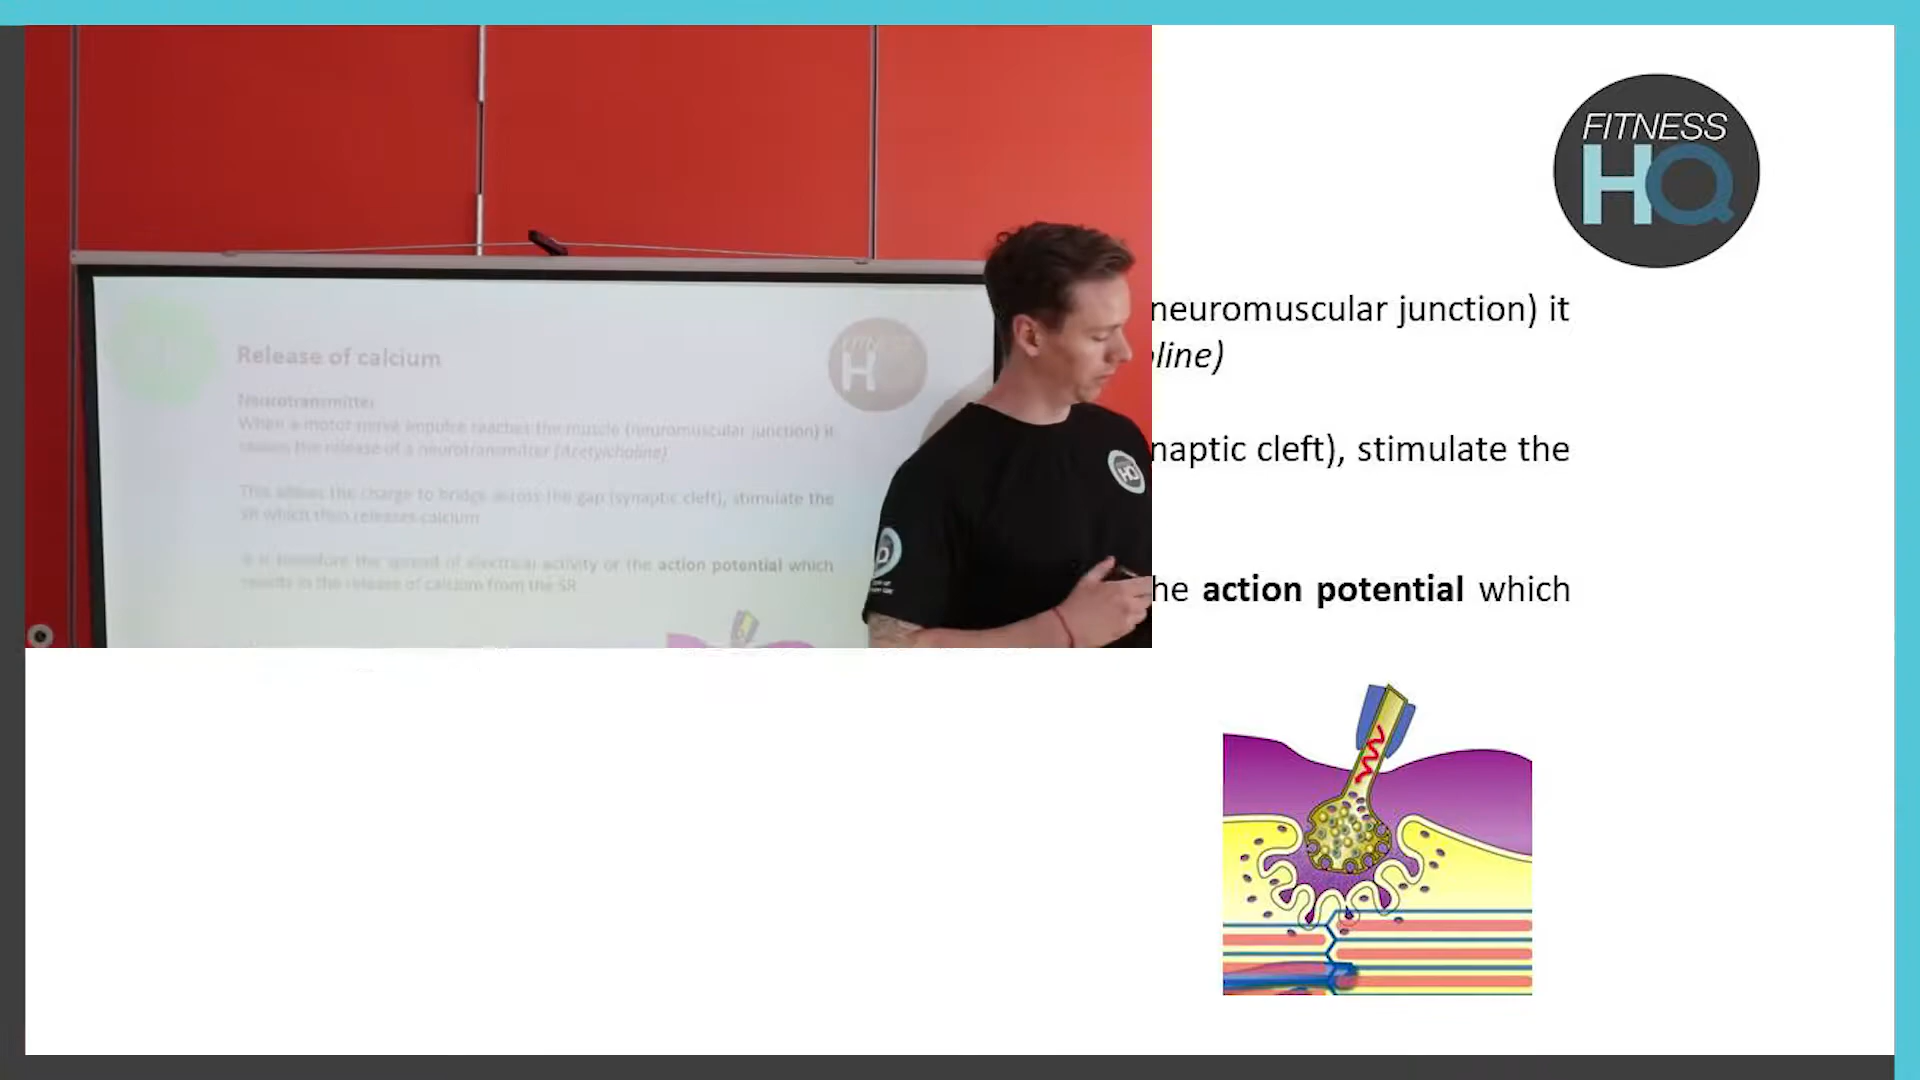 FITNESS
HQ
Release of calcium
Neurotransmitter
When a motor nerve impulse reaches the muscle (neuromuscular junction) it
causes the release of a neurotransmitter (Acetylcholine)
This allows the charge to bridge across the gap (synaptic cleft), stimulate the
SR which then releases calcium
It is therefore the spread of electrical activity or the action potential which
results in the release of calcium from the SR
H
HQ
neuromuscular junction) it
line)
naptic cleft), stimulate the
he action potential which